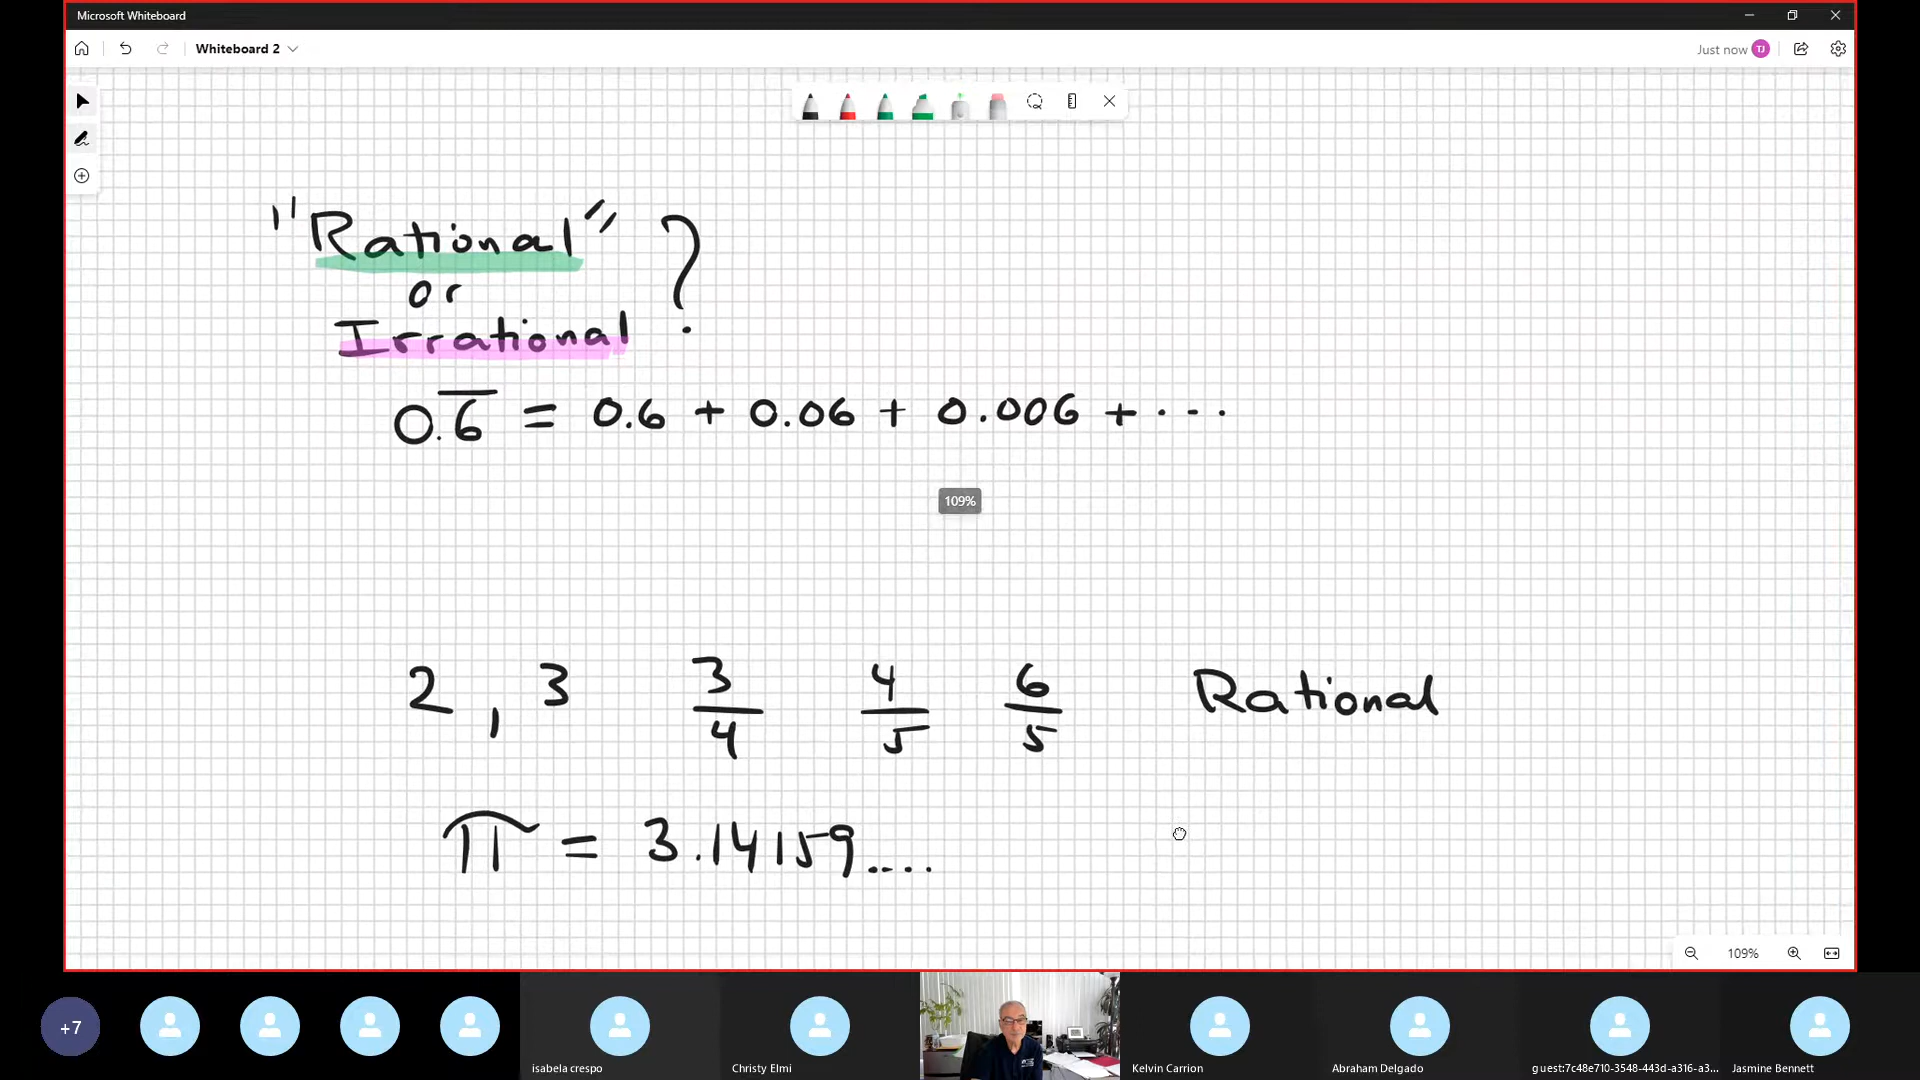 Microsoft Whiteboard
Whiteboard 2
Just now TJ
"Rational" ?
or
Irrational
0.6̅ = 0.6 + 0.06 + 0.006 + ...
109%
2, 3 3/4 4/5 6/5 Rational
π = 3.14159....
109%
+7
isabela crespo
Christy Elmi
Kelvin Carrion
Abraham Delgado
guest:7c48e710-3548-443d-a316-a3...
Jasmine Bennett